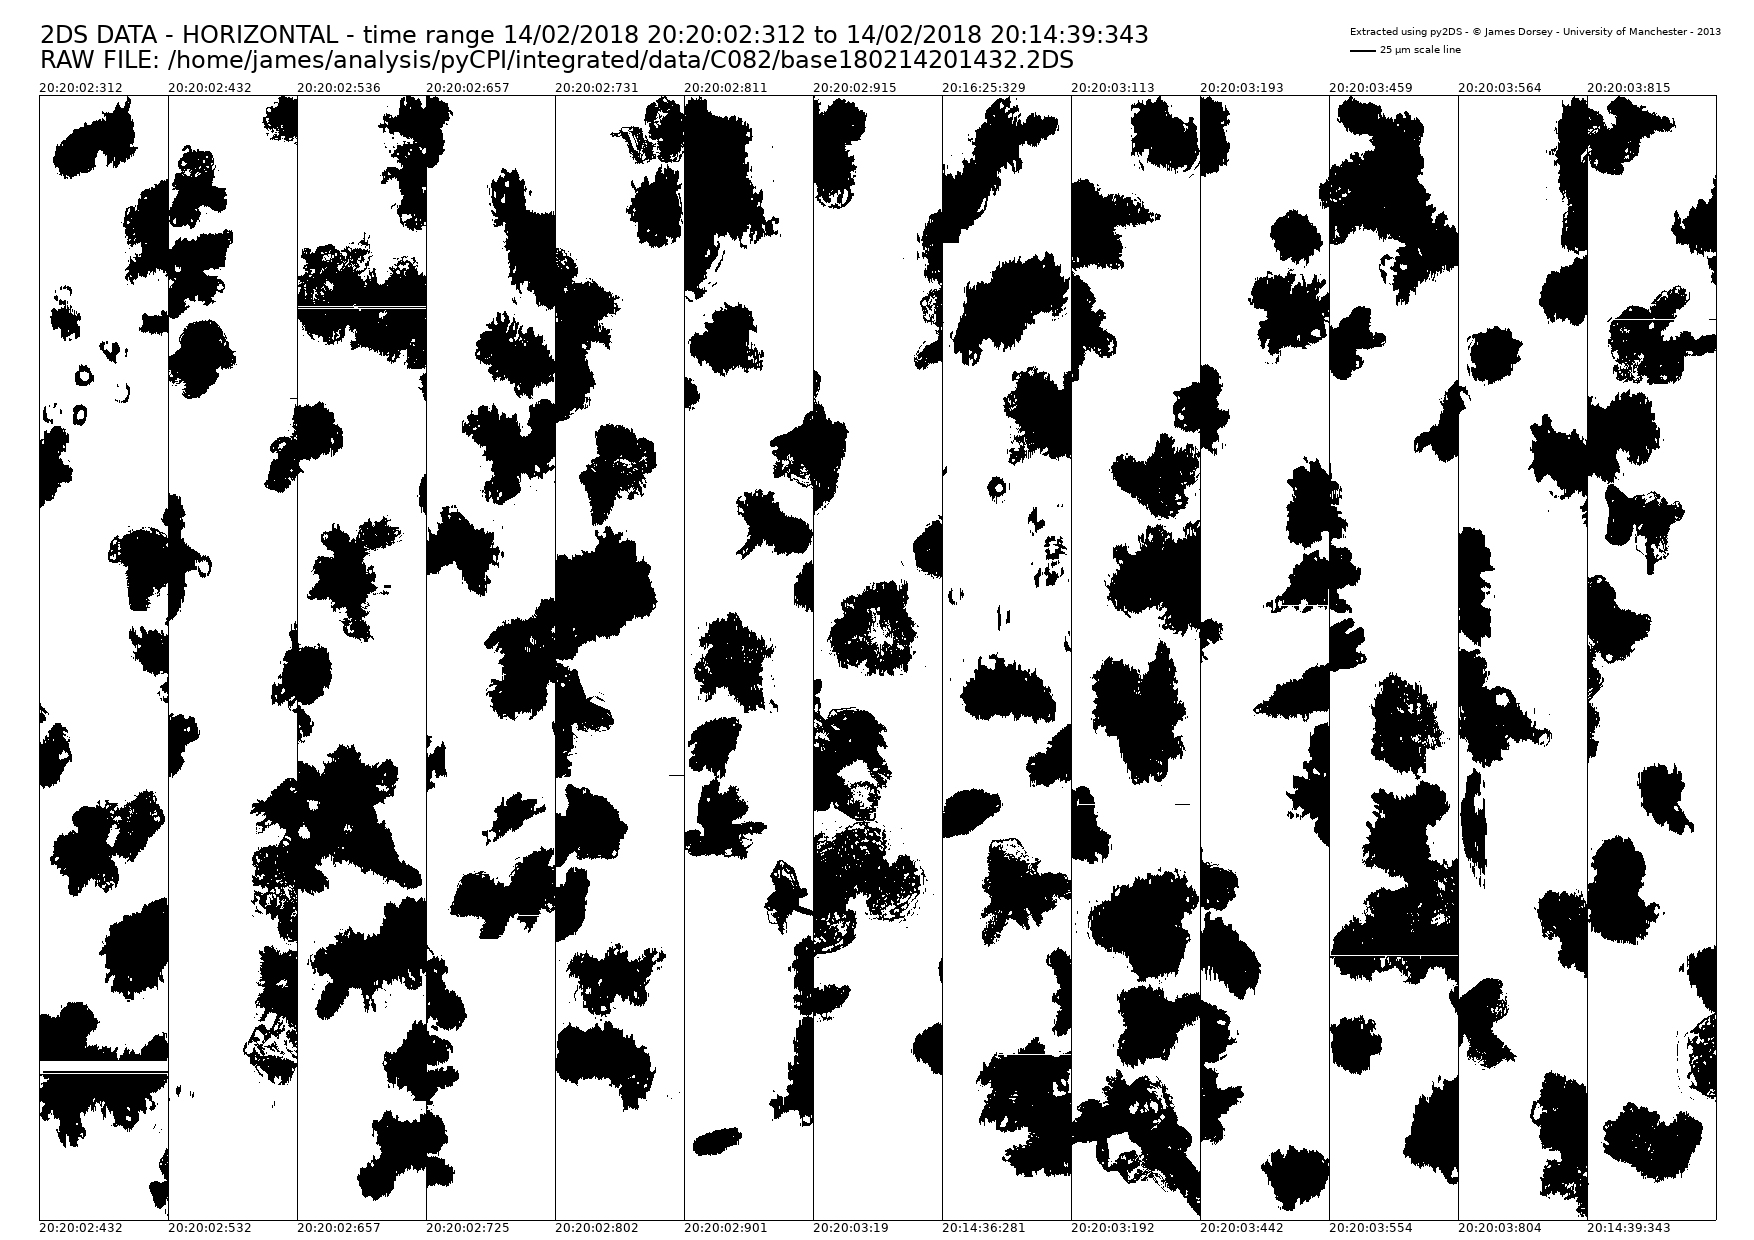 2DS DATA - HORIZONTAL - time range 14/02/2018 20:20:02:312 to 14/02/2018 20:14:39:343
RAW FILE: /home/james/analysis/pyCPI/integrated/data/C082/base180214201432.2DS
Extracted using py2DS - © James Dorsey - University of Manchester - 2013
25 µm scale line
20:20:02:312 20:20:02:432 20:20:02:536 20:20:02:657 20:20:02:731 20:20:02:811 20:20:02:915 20:16:25:329 20:20:03:113 20:20:03:193 20:20:03:459 20:20:03:564 20:20:03:815
20:20:02:432 20:20:02:532 20:20:02:657 20:20:02:725 20:20:02:802 20:20:02:901 20:20:03:19 20:14:36:281 20:20:03:192 20:20:03:442 20:20:03:554 20:20:03:804 20:14:39:343